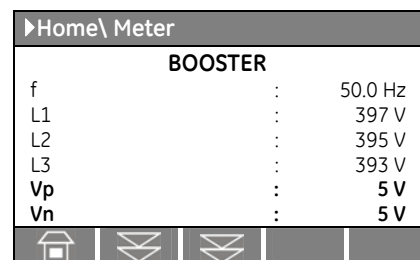 Home\ Meter
BOOSTER
f : 50.0 Hz
L1 : 397 V
L2 : 395 V
L3 : 393 V
Vp : 5 V
Vn : 5 V